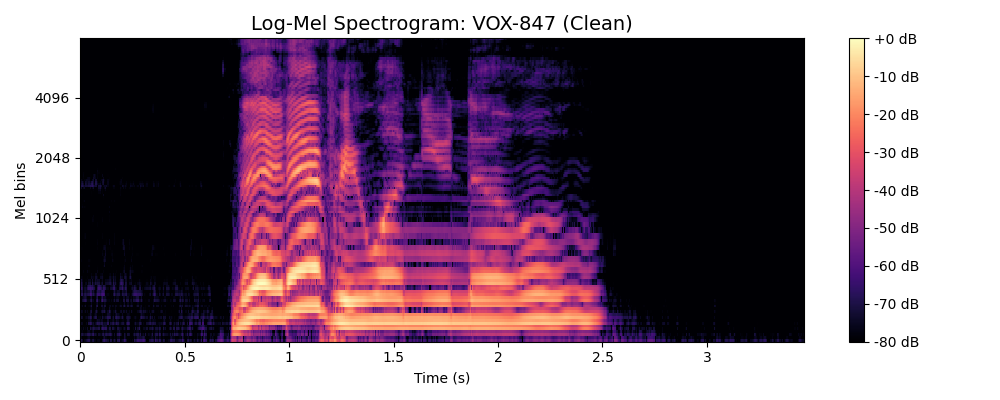 Log-Mel Spectrogram: VOX-847 (Clean)
Mel bins
4096
2048
1024
512
0
0
0.5
1
1.5
2
2.5
3
Time (s)
+0 dB
-10 dB
-20 dB
-30 dB
-40 dB
-50 dB
-60 dB
-70 dB
-80 dB